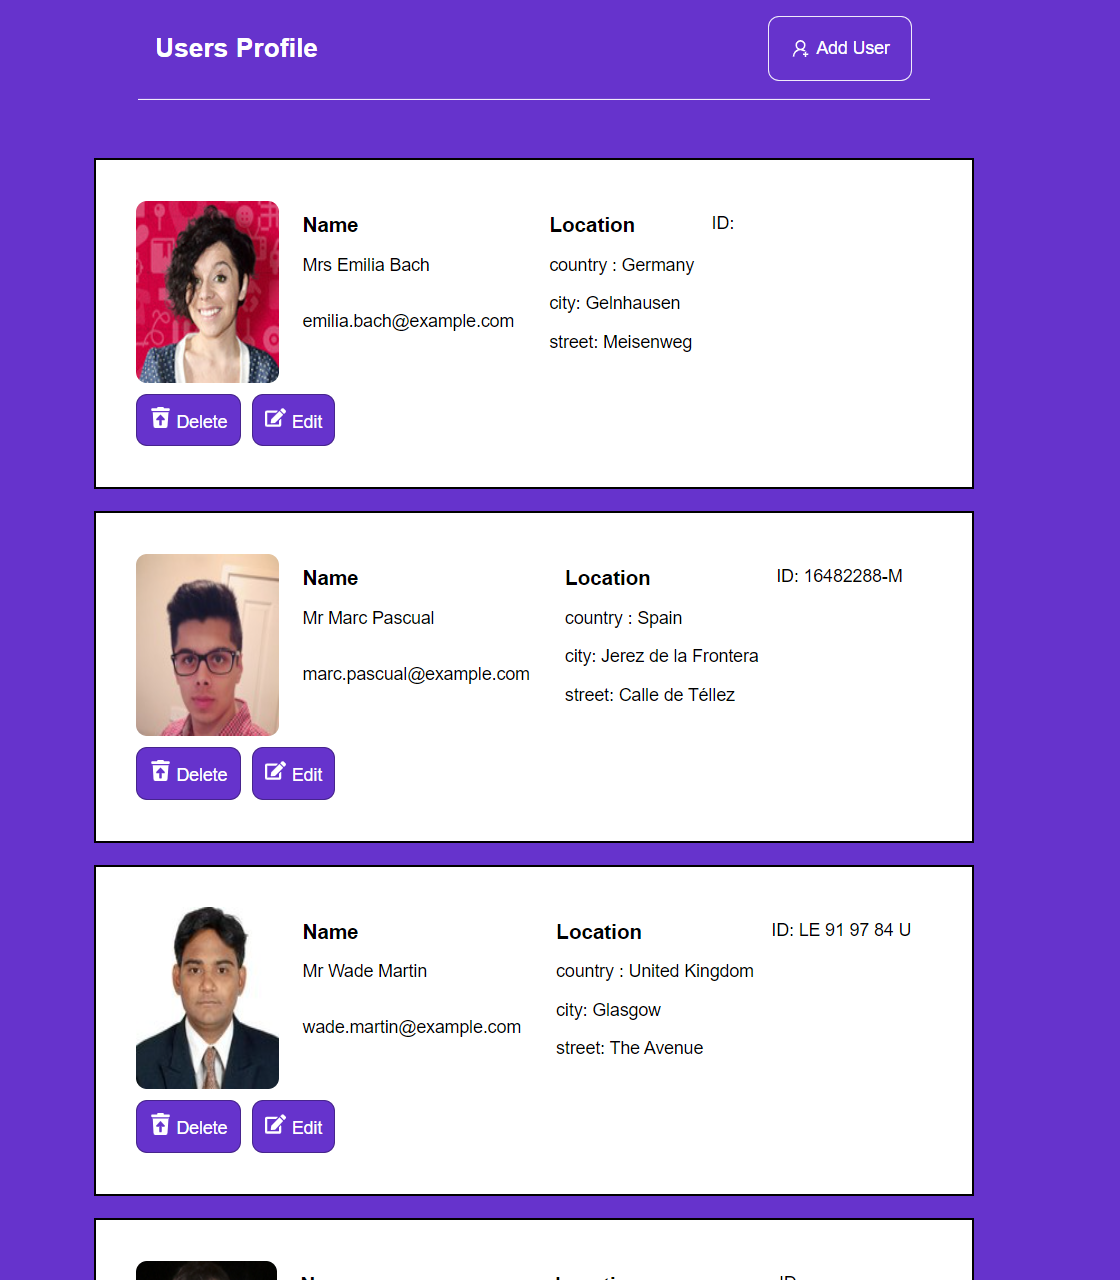 Users Profile
Add User
Name
Location
ID:
Mrs Emilia Bach
country : Germany
city: Gelnhausen
emilia.bach@example.com
street: Meisenweg
Delete
Edit
Name
Location
ID: 16482288-M
Mr Marc Pascual
country : Spain
city: Jerez de la Frontera
marc.pascual@example.com
street: Calle de Téllez
Delete
Edit
Name
Location
ID: LE 91 97 84 U
Mr Wade Martin
country : United Kingdom
city: Glasgow
wade.martin@example.com
street: The Avenue
Delete
Edit